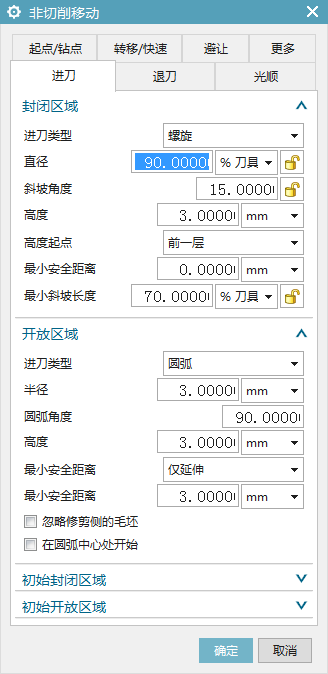 非切削移动
起点/钻点 转移/快速 避让 更多
进刀 退刀 光顺
封闭区域
进刀类型 螺旋
直径 90.0000 % 刀具
斜坡角度 15.0000
高度 3.0000 mm
高度起点 前一层
最小安全距离 0.0000 mm
最小斜坡长度 70.0000 % 刀具
开放区域
进刀类型 圆弧
半径 3.0000 mm
圆弧角度 90.0000
高度 3.0000 mm
最小安全距离 仅延伸
最小安全距离 3.0000 mm
忽略修剪侧的毛坯
在圆弧中心处开始
初始封闭区域
初始开放区域
确定 取消